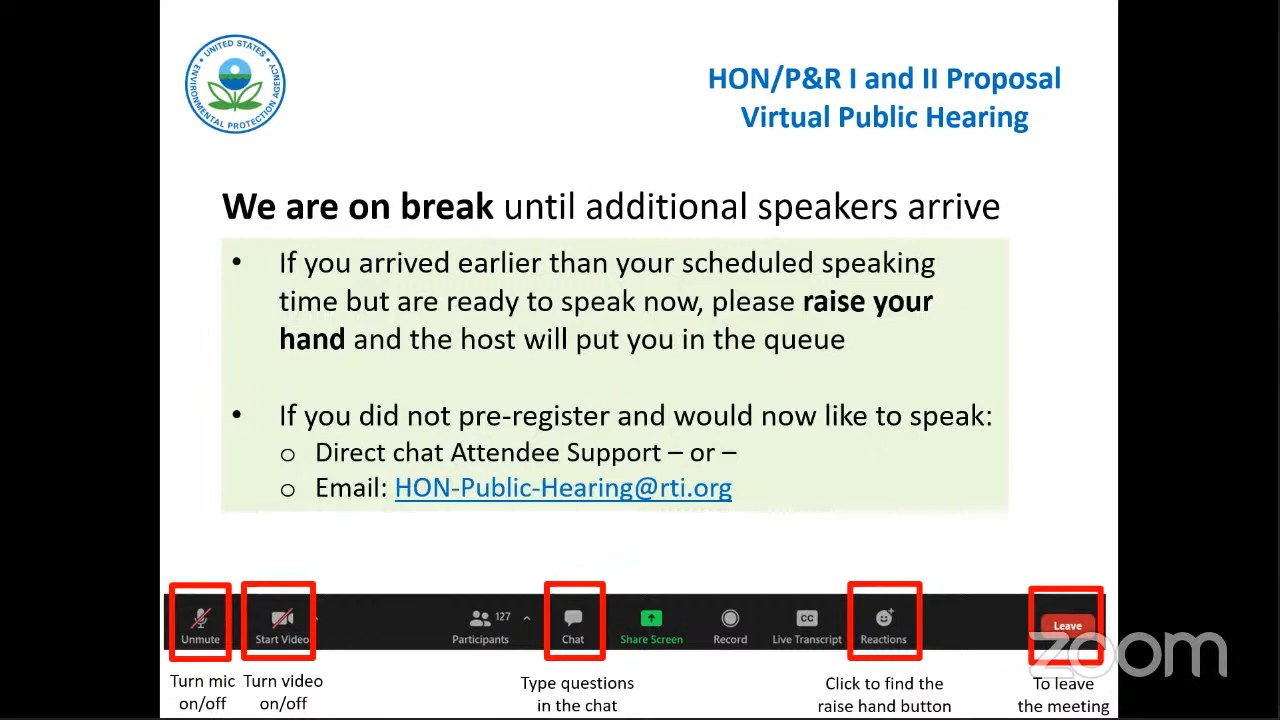 UNITED STATES
ENVIRONMENTAL PROTECTION AGENCY
HON/P&R I and II Proposal
Virtual Public Hearing
We are on break until additional speakers arrive
• If you arrived earlier than your scheduled speaking
time but are ready to speak now, please raise your
hand and the host will put you in the queue
• If you did not pre-register and would now like to speak:
o Direct chat Attendee Support – or –
o Email: HON-Public-Hearing@rti.org
127
CC
Leave
Unmute Start Video Participants Chat Share Screen Record Live Transcript Reactions
zoom
Turn mic
on/off
Turn video
on/off
Type questions
in the chat
Click to find the
raise hand button
To leave
the meeting